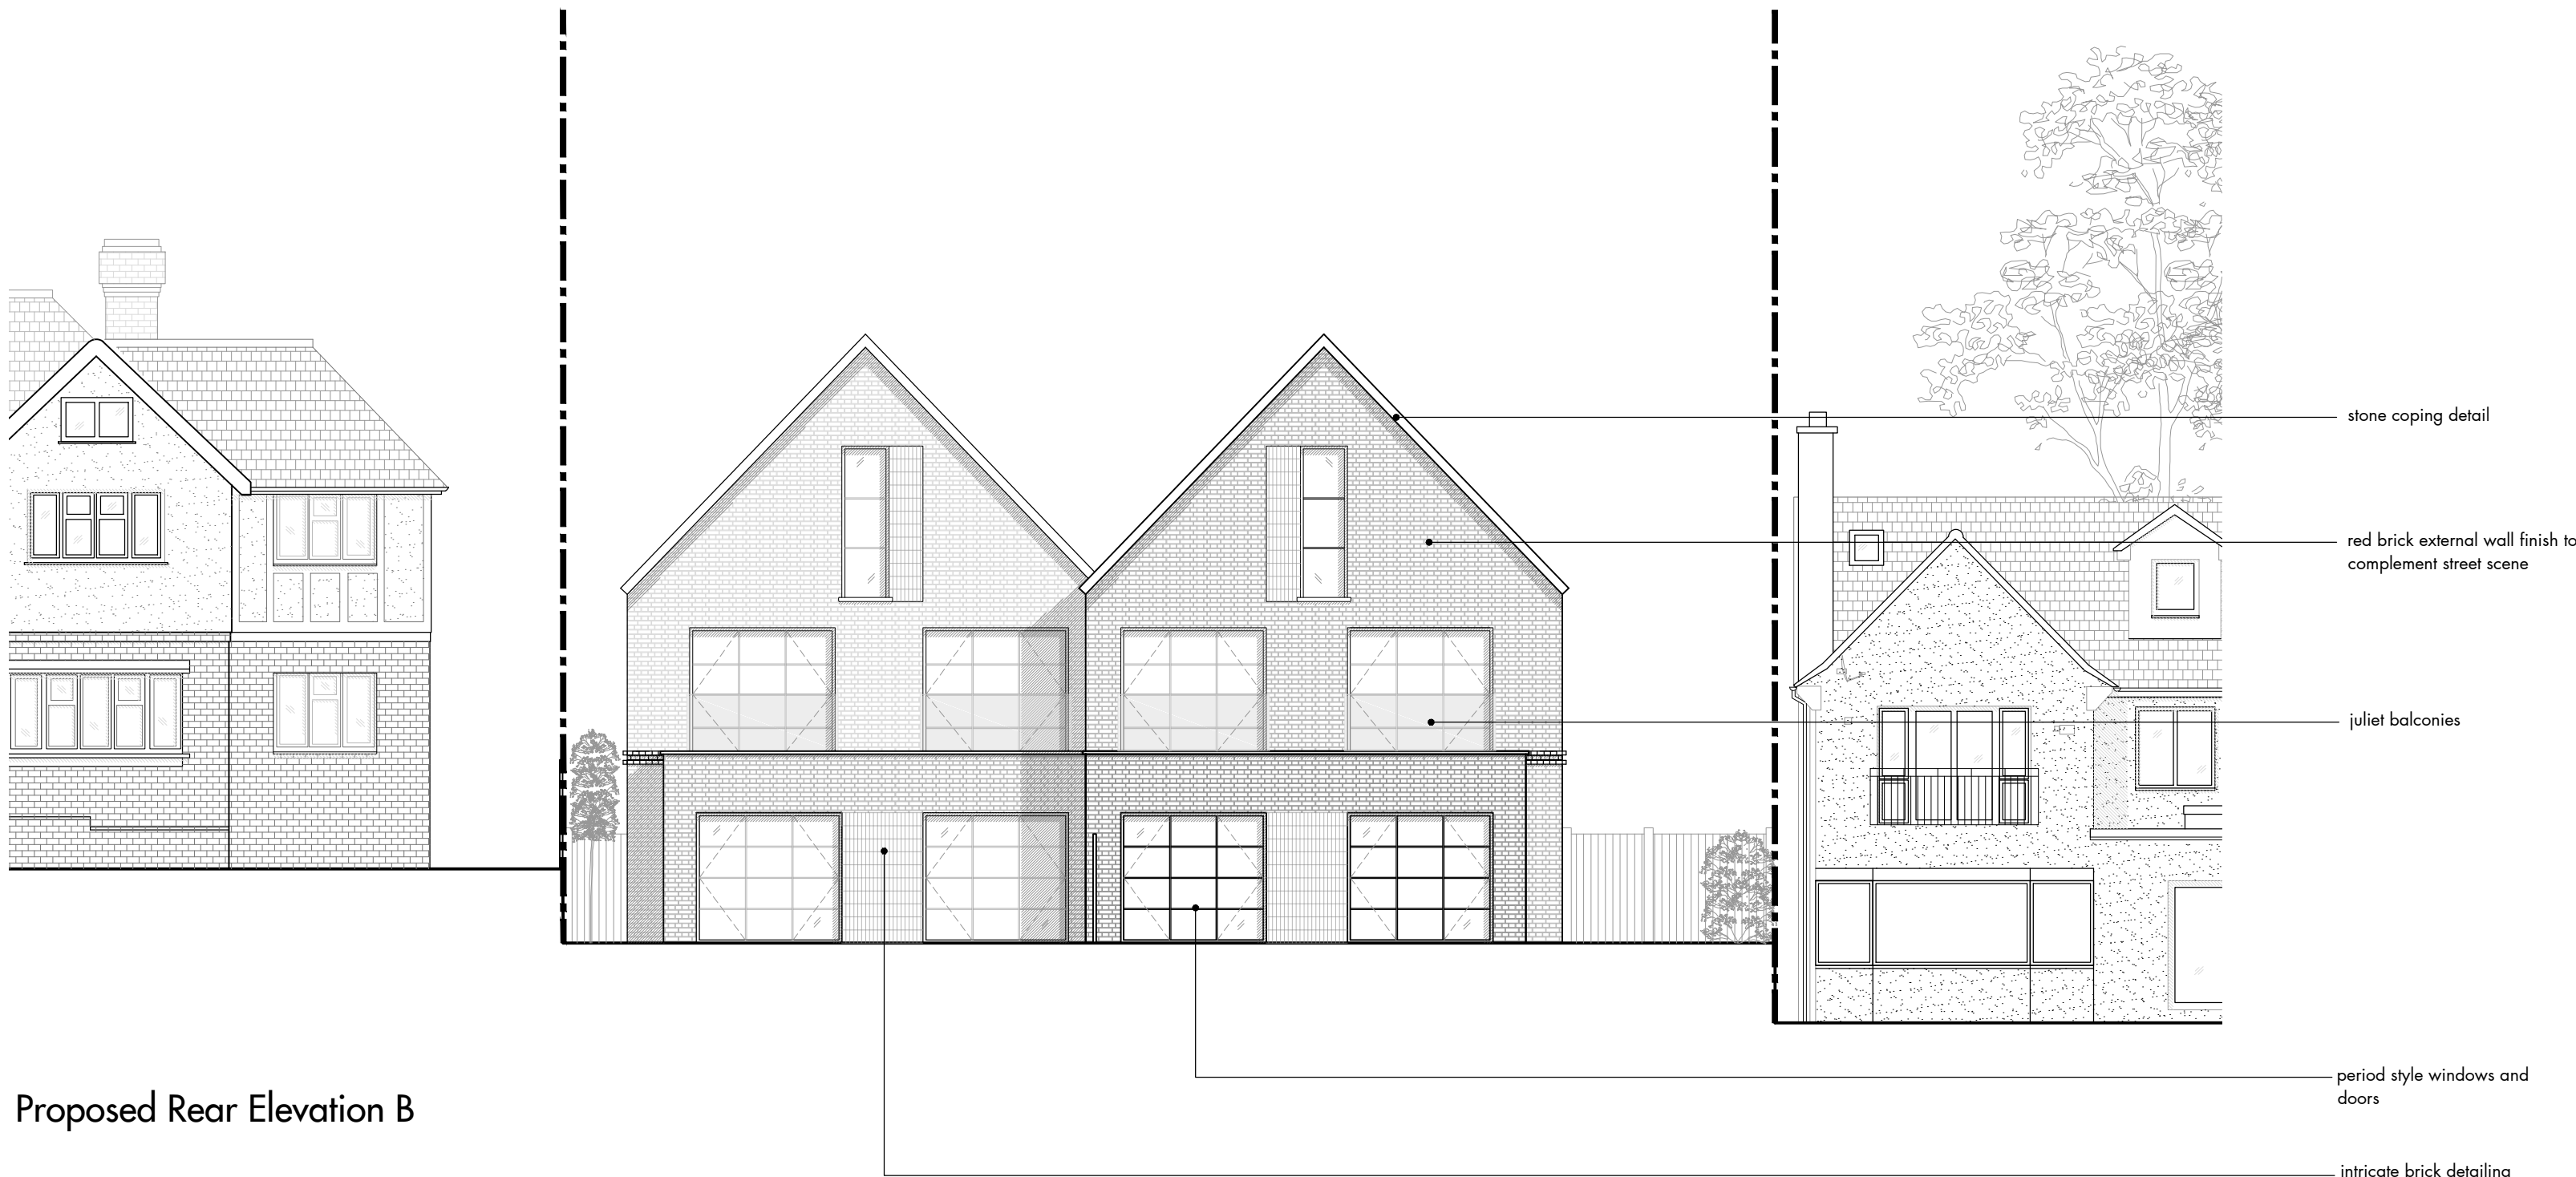 stone coping detail
red brick external wall finish to
complement street scene
juliet balconies
period style windows and
doors
Proposed Rear Elevation B
intricate brick detailing